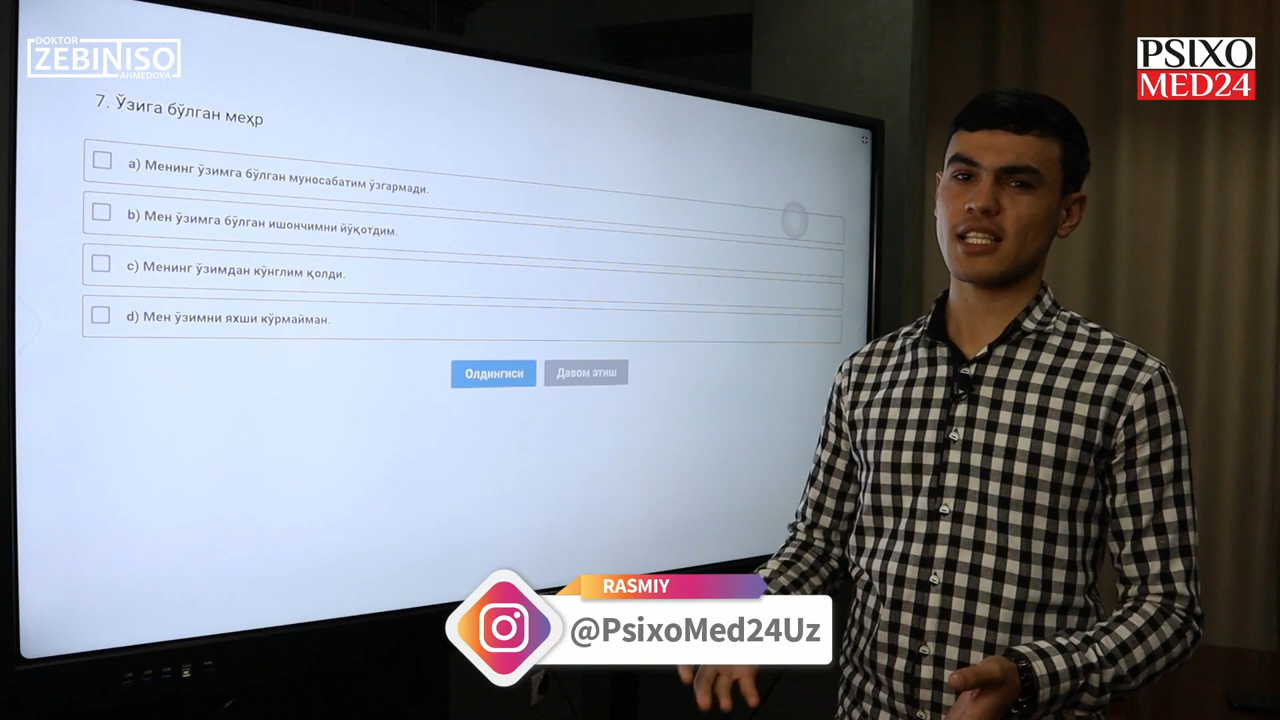 DOKTOR
ZEBINISO
AHMEDOVA
PSIXO
MED24
7. Ўзига бўлган меҳр
a) Менинг ўзимга бўлган муносабатим ўзгармади.
b) Мен ўзимга бўлган ишончимни йўқотдим.
c) Менинг ўзимдан кўнглим қолди.
d) Мен ўзимни яхши кўрмайман.
Олдингиси
Давом этиш
RASMIY
@PsixoMed24Uz